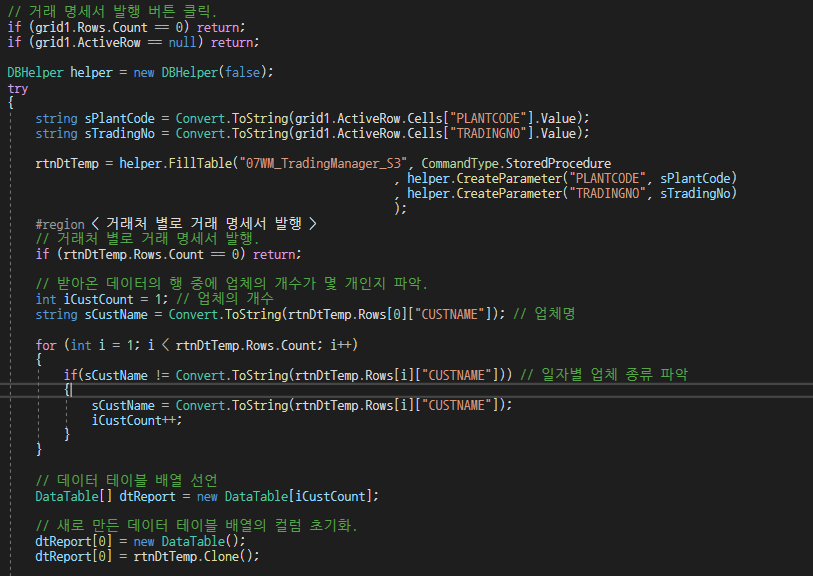 // 거래 명세서 발행 버튼 클릭.
if (grid1.Rows.Count == 0) return;
if (grid1.ActiveRow == null) return;
DBHelper helper = new DBHelper(false);
try
{
string sPlantCode = Convert.ToString(grid1.ActiveRow.Cells["PLANTCODE"].Value);
string sTradingNo = Convert.ToString(grid1.ActiveRow.Cells["TRADINGNO"].Value);
rtnDtTemp = helper.FillTable("07WM_TradingManager_S3", CommandType.StoredProcedure
, helper.CreateParameter("PLANTCODE", sPlantCode)
, helper.CreateParameter("TRADINGNO", sTradingNo)
);
#region < 거래처 별로 거래 명세서 발행 >
// 거래처 별로 거래 명세서 발행.
if (rtnDtTemp.Rows.Count == 0) return;
// 받아온 데이터의 행 중에 업체의 개수가 몇 개인지 파악.
int iCustCount = 1; // 업체의 개수
string sCustName = Convert.ToString(rtnDtTemp.Rows[0]["CUSTNAME"]); // 업체명
for (int i = 1; i < rtnDtTemp.Rows.Count; i++)
{
if(sCustName != Convert.ToString(rtnDtTemp.Rows[i]["CUSTNAME"])) // 일자별 업체 종류 파악
{
sCustName = Convert.ToString(rtnDtTemp.Rows[i]["CUSTNAME"]);
iCustCount++;
}
}
// 데이터 테이블 배열 선언
DataTable[] dtReport = new DataTable[iCustCount];
// 새로 만든 데이터 테이블 배열의 컬럼 초기화.
dtReport[0] = new DataTable();
dtReport[0] = rtnDtTemp.Clone();